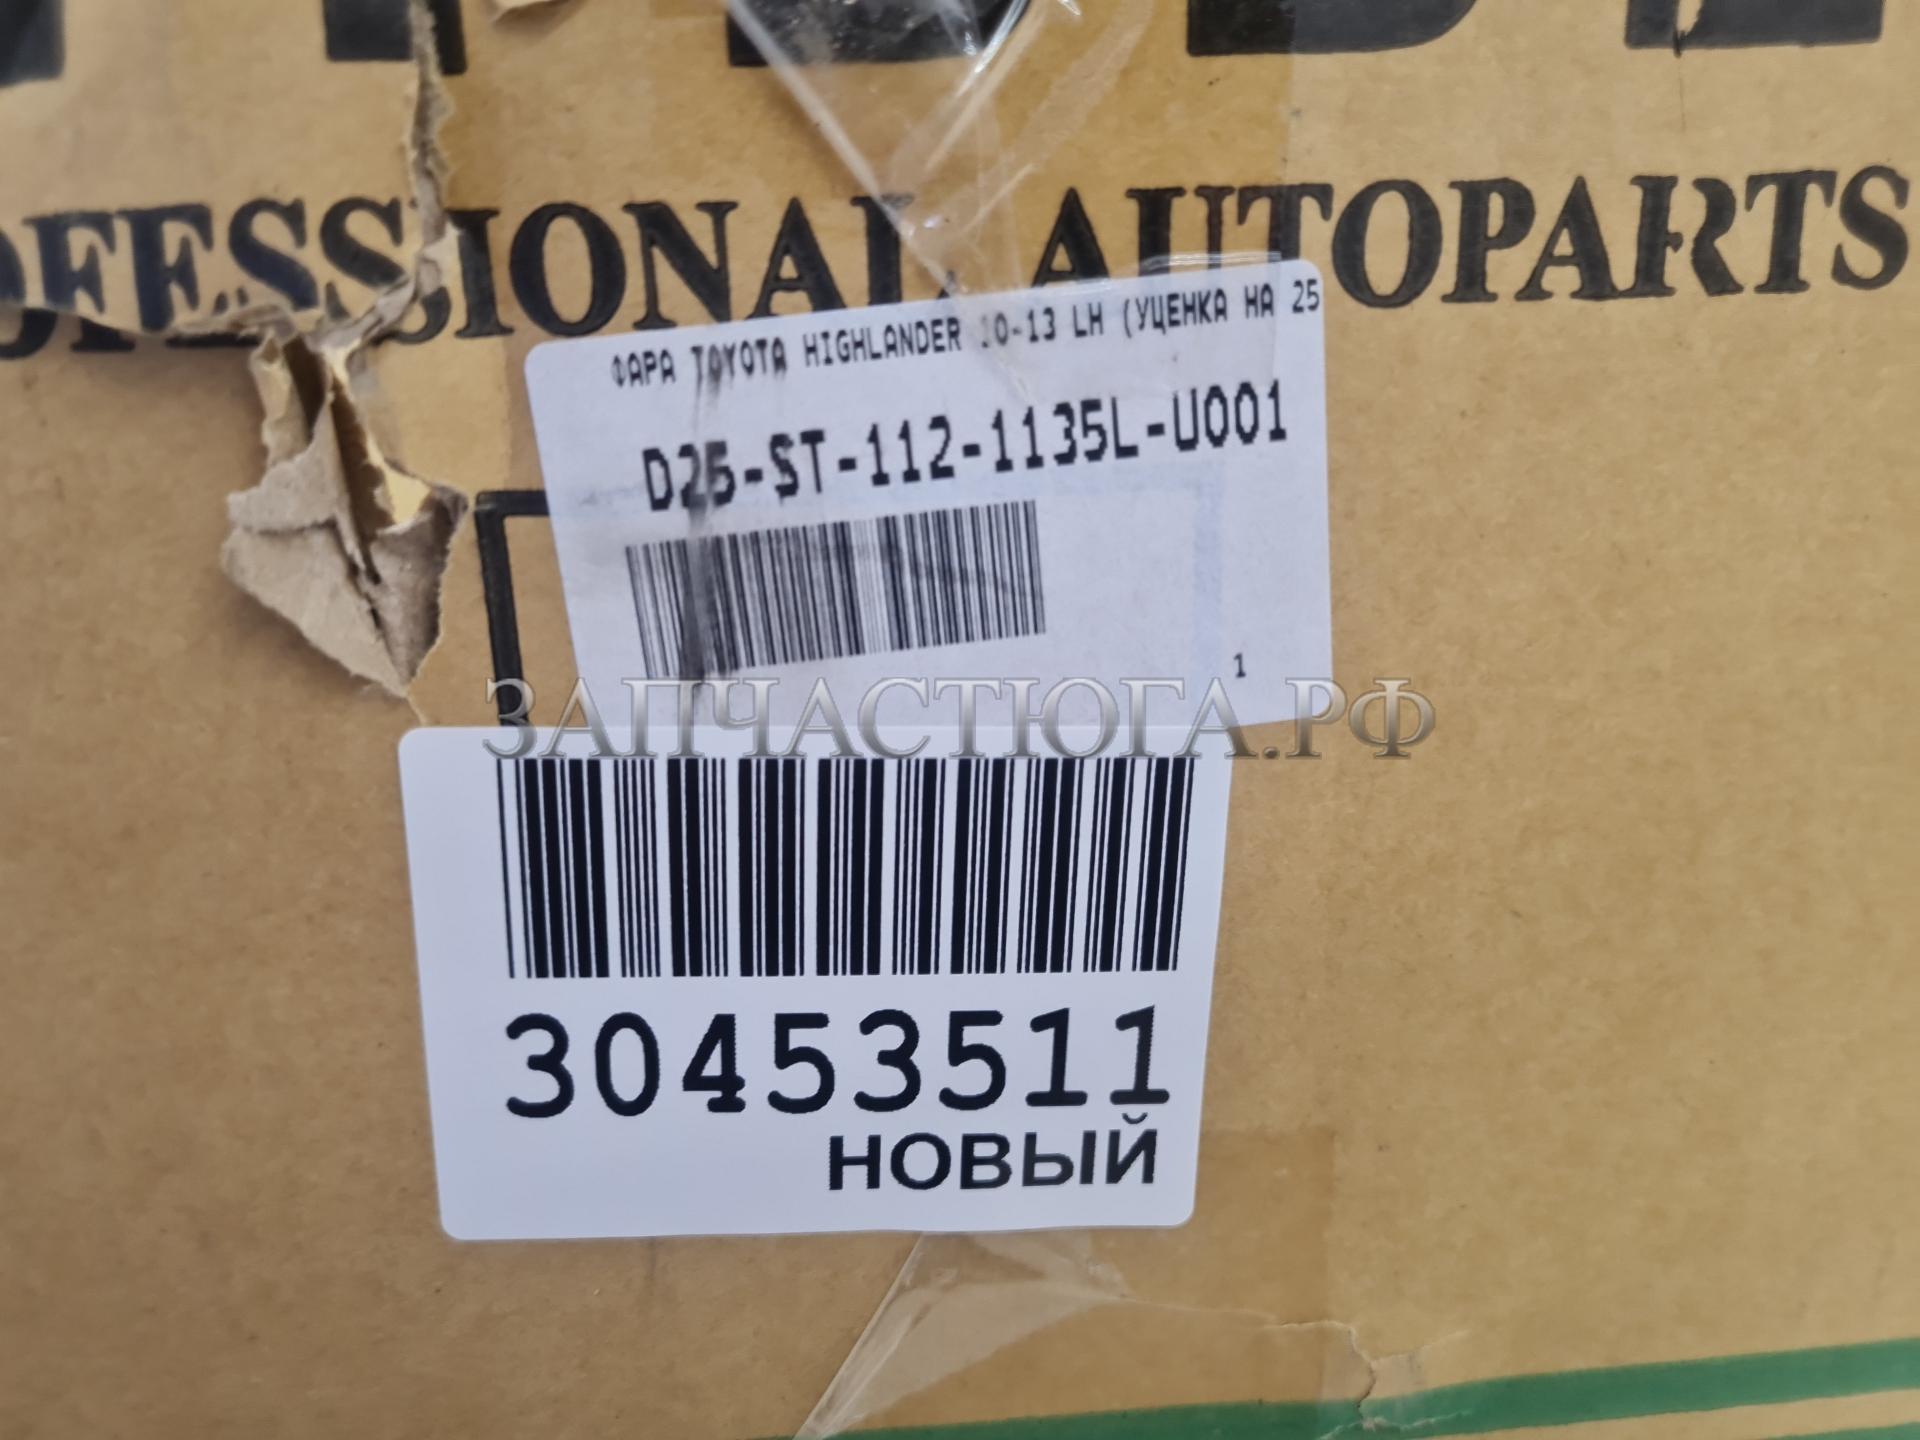 PROFESSIONAL AUTOPARTS
ФАРА TOYOTA HIGHLANDER 10-13 LH (УЦЕНКА НА 25
D25-ST-112-1135L-U001
1
ЗАПЧАСТЮГА.РФ
30453511
НОВЫЙ